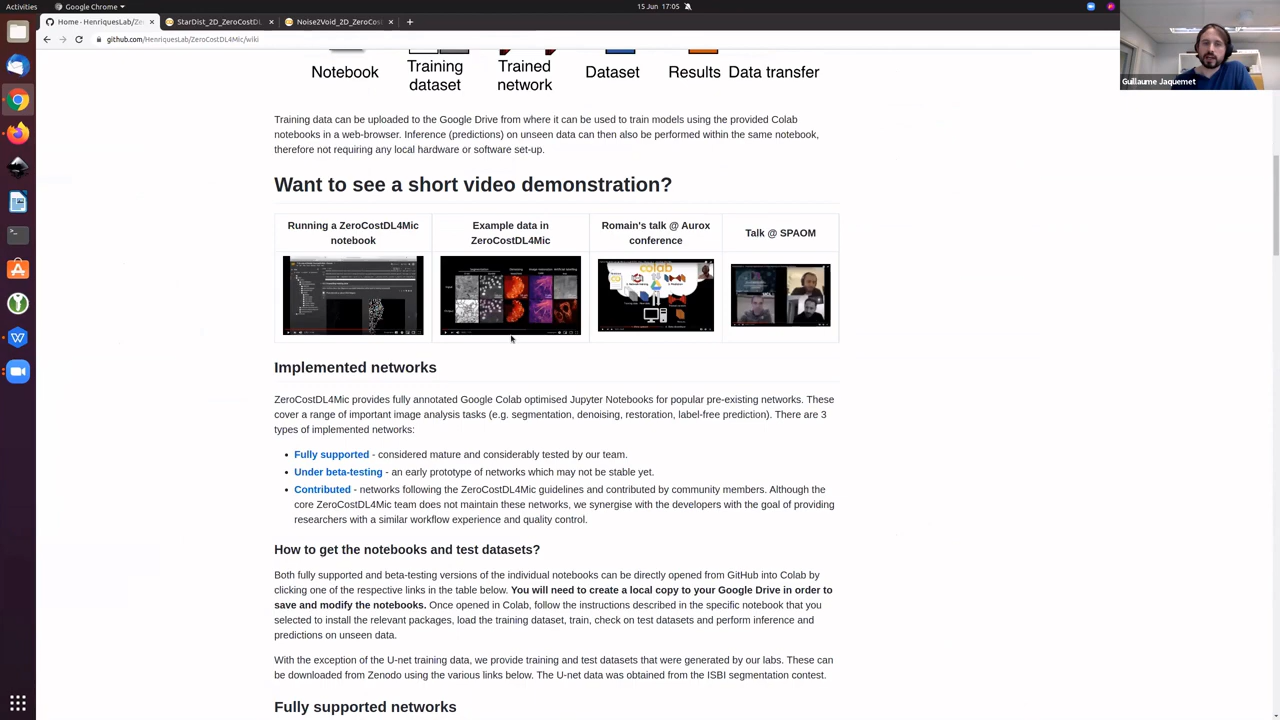 Activities
Google Chrome
15 Jun 17:05
Home · HenriquesLab/Zer
StarDist_2D_ZeroCostDL
Noise2Void_2D_ZeroCost
github.com/HenriquesLab/ZeroCostDL4Mic/wiki
Guillaume Jaquemet
Notebook
Training
dataset
Trained
network
Dataset
Results
Data transfer
Training data can be uploaded to the Google Drive from where it can be used to train models using the provided Colab
notebooks in a web-browser. Inference (predictions) on unseen data can then also be performed within the same notebook,
therefore not requiring any local hardware or software set-up.
Want to see a short video demonstration?
Running a ZeroCostDL4Mic
notebook
Example data in
ZeroCostDL4Mic
Romain's talk @ Aurox
conference
Talk @ SPAOM
colab
Implemented networks
ZeroCostDL4Mic provides fully annotated Google Colab optimised Jupyter Notebooks for popular pre-existing networks. These
cover a range of important image analysis tasks (e.g. segmentation, denoising, restoration, label-free prediction). There are 3
types of implemented networks:
Fully supported - considered mature and considerably tested by our team.
Under beta-testing - an early prototype of networks which may not be stable yet.
Contributed - networks following the ZeroCostDL4Mic guidelines and contributed by community members. Although the
core ZeroCostDL4Mic team does not maintain these networks, we synergise with the developers with the goal of providing
researchers with a similar workflow experience and quality control.
How to get the notebooks and test datasets?
Both fully supported and beta-testing versions of the individual notebooks can be directly opened from GitHub into Colab by
clicking one of the respective links in the table below. You will need to create a local copy to your Google Drive in order to
save and modify the notebooks. Once opened in Colab, follow the instructions described in the specific notebook that you
selected to install the relevant packages, load the training dataset, train, check on test datasets and perform inference and
predictions on unseen data.
With the exception of the U-net training data, we provide training and test datasets that were generated by our labs. These can
be downloaded from Zenodo using the various links below. The U-net data was obtained from the ISBI segmentation contest.
Fully supported networks